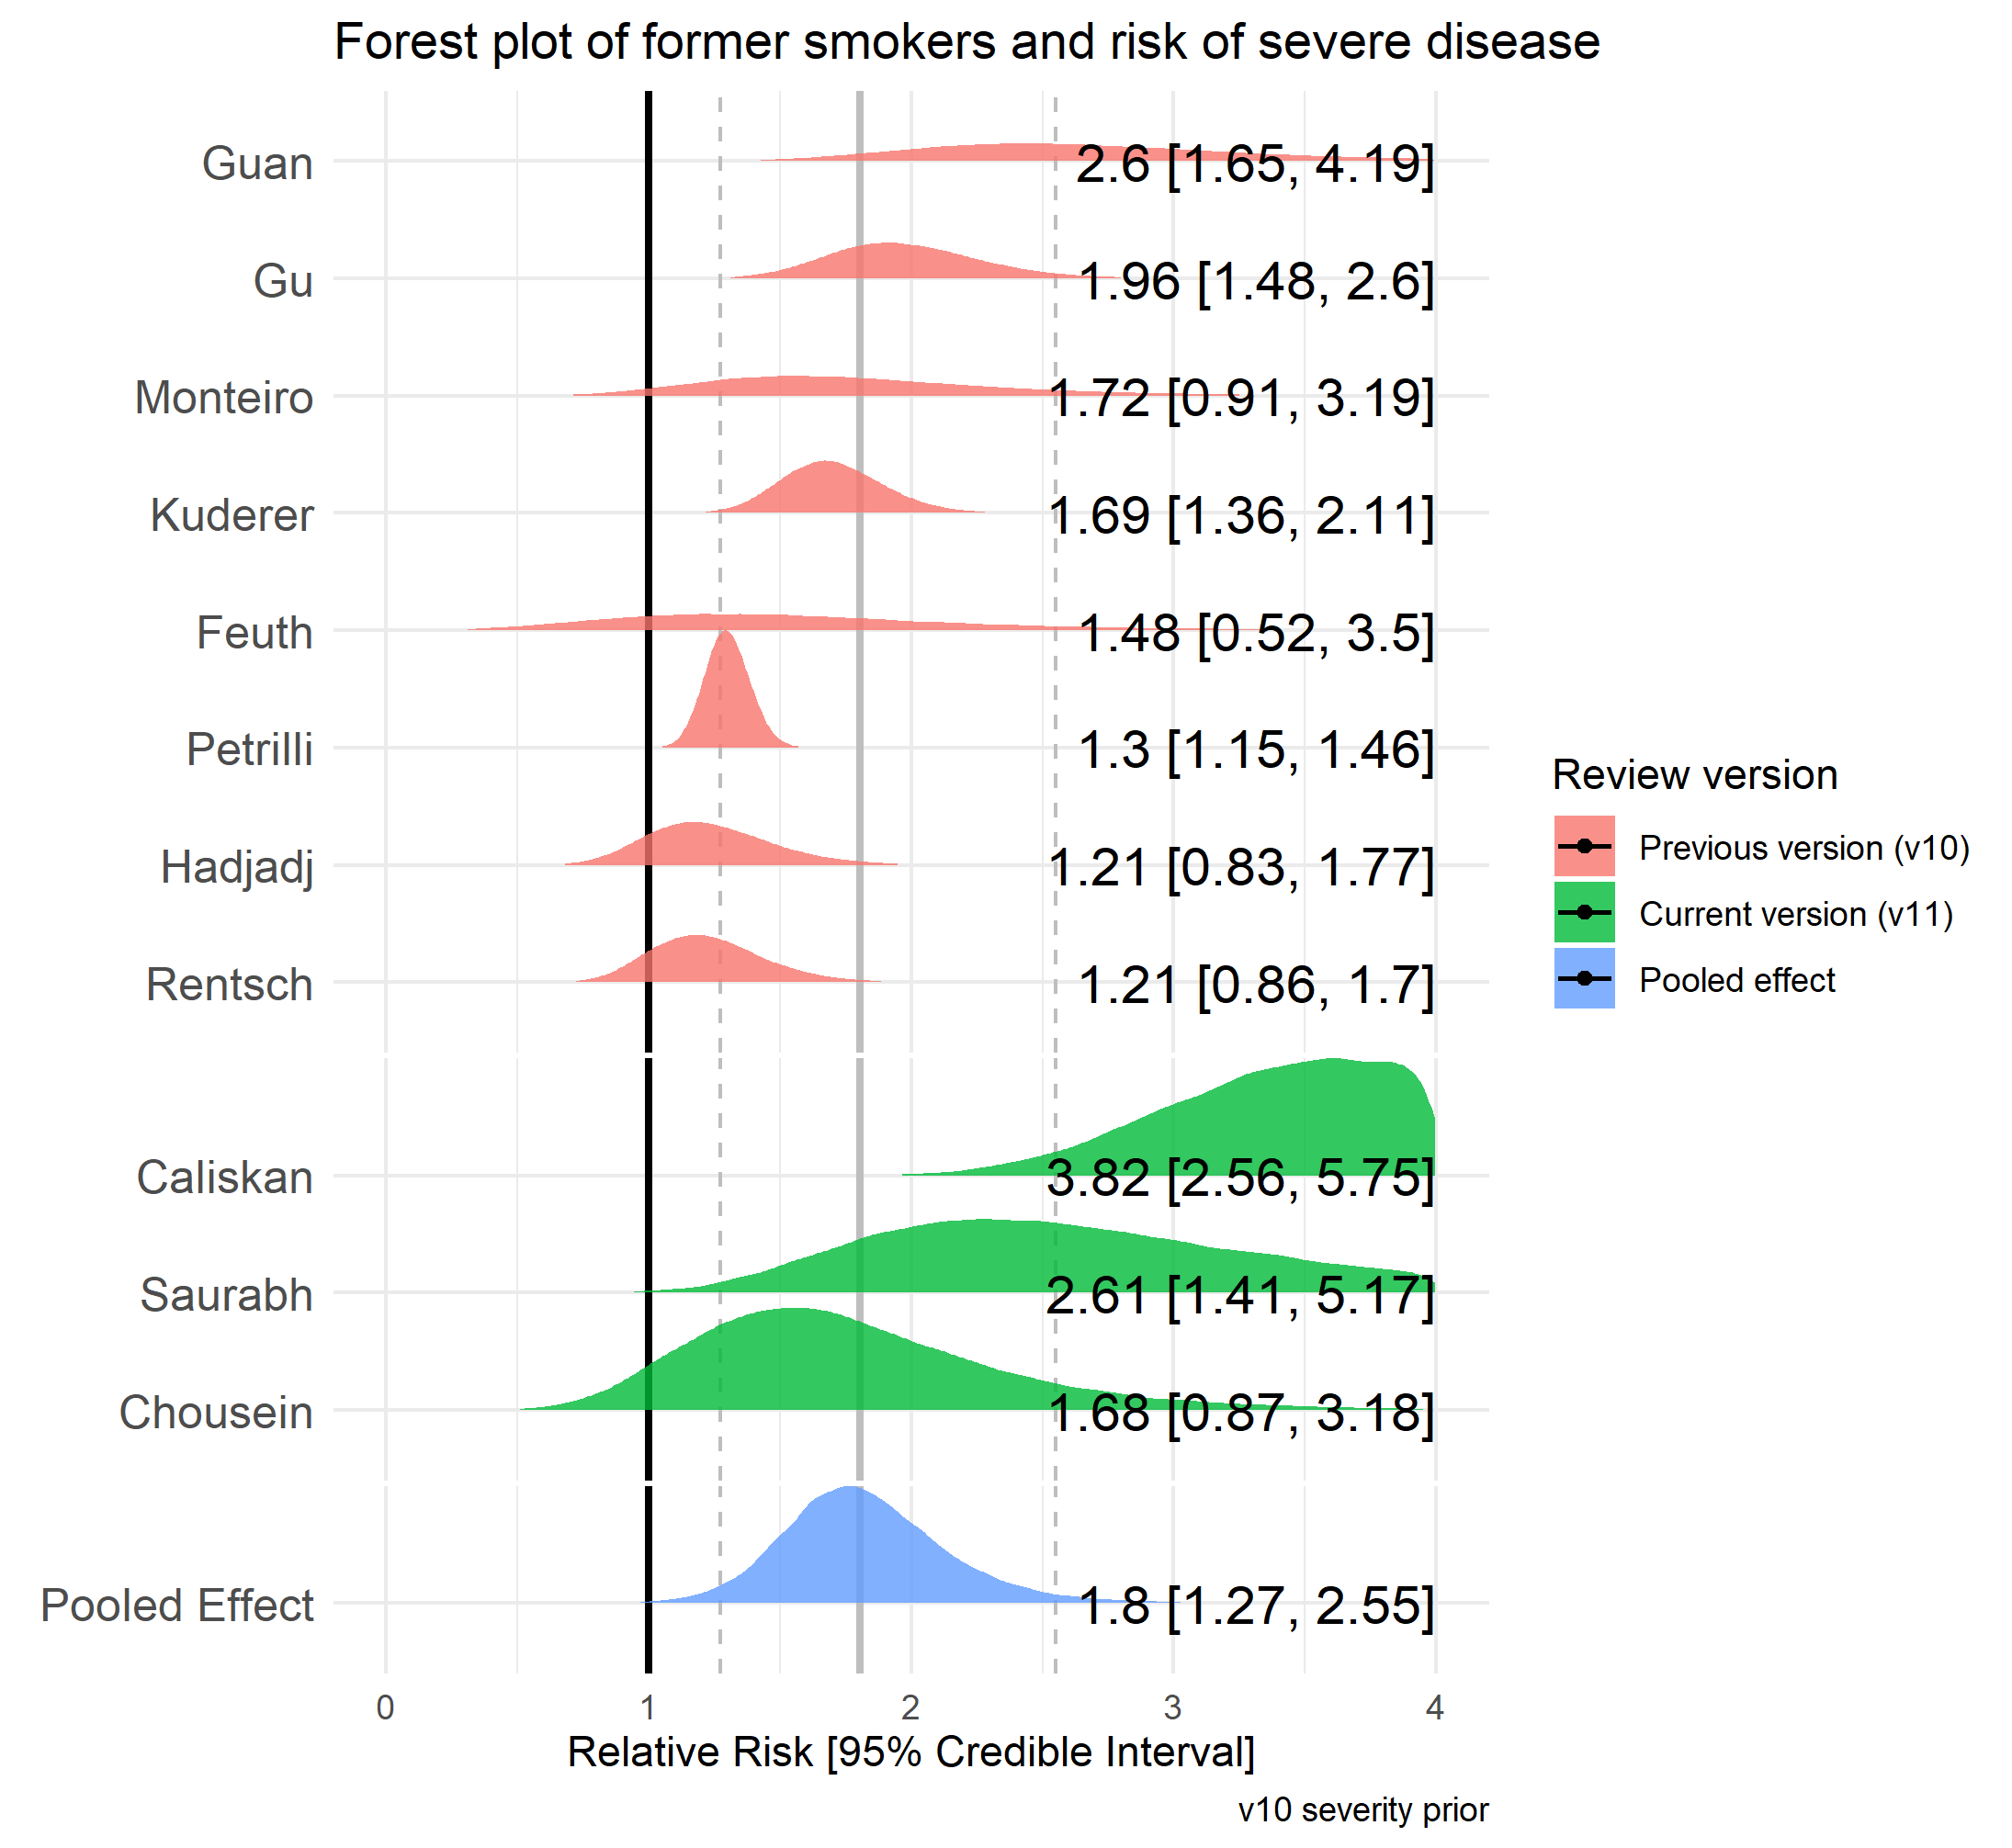 Forest plot of former smokers and risk of severe disease
Guan 2.6 [1.65, 4.19]
Gu 1.96 [1.48, 2.6]
Monteiro 1.72 [0.91, 3.19]
Kuderer 1.69 [1.36, 2.11]
Feuth 1.48 [0.52, 3.5]
Petrilli 1.3 [1.15, 1.46]
Hadjadj 1.21 [0.83, 1.77]
Rentsch 1.21 [0.86, 1.7]
Caliskan 3.82 [2.56, 5.75]
Saurabh 2.61 [1.41, 5.17]
Chousein 1.68 [0.87, 3.18]
Pooled Effect 1.8 [1.27, 2.55]
0 1 2 3 4
Relative Risk [95% Credible Interval]
v10 severity prior
Review version
Previous version (v10)
Current version (v11)
Pooled effect